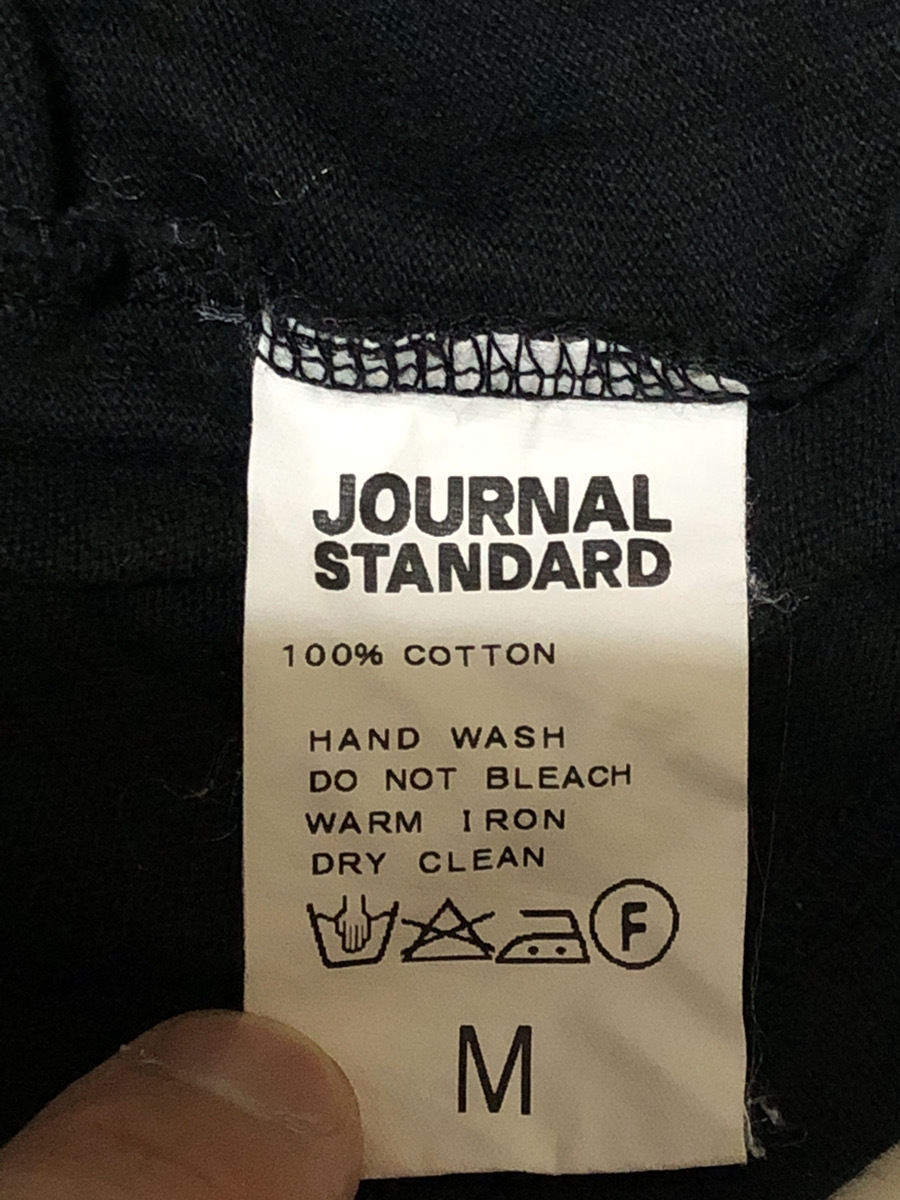 JOURNAL
STANDARD
100% COTTON
HAND WASH
DO NOT BLEACH
WARM IRON
DRY CLEAN
F
M